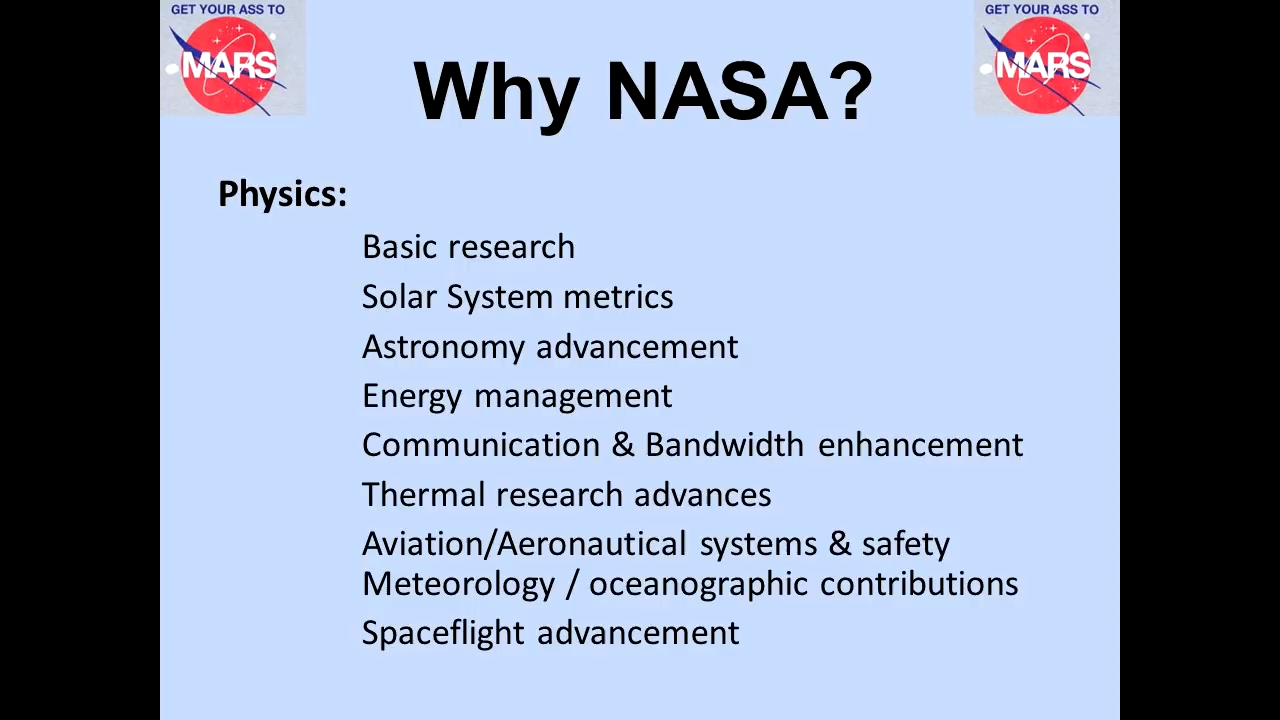 GET YOUR ASS TO
MARS
GET YOUR ASS TO
MARS
Why NASA?
Physics:
Basic research
Solar System metrics
Astronomy advancement
Energy management
Communication & Bandwidth enhancement
Thermal research advances
Aviation/Aeronautical systems & safety
Meteorology / oceanographic contributions
Spaceflight advancement